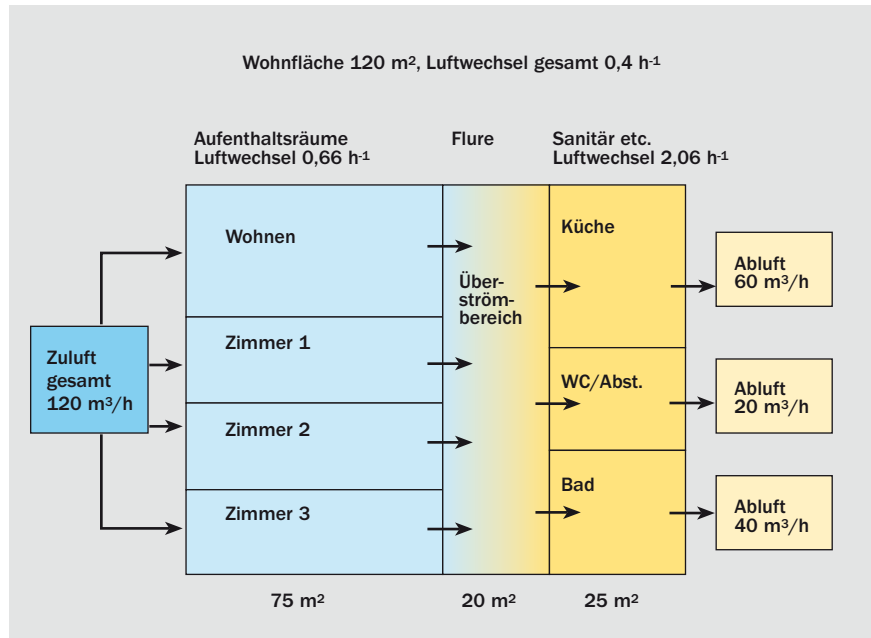 Wohnfläche 120 m², Luftwechsel gesamt 0,4 h⁻¹
Aufenthaltsräume
Luftwechsel 0,66 h⁻¹
Flure
Sanitär etc.
Luftwechsel 2,06 h⁻¹
Zuluft
gesamt
120 m³/h
Wohnen
Zimmer 1
Zimmer 2
Zimmer 3
Über-
ström-
bereich
Küche
WC/Abst.
Bad
Abluft
60 m³/h
Abluft
20 m³/h
Abluft
40 m³/h
75 m²
20 m²
25 m²